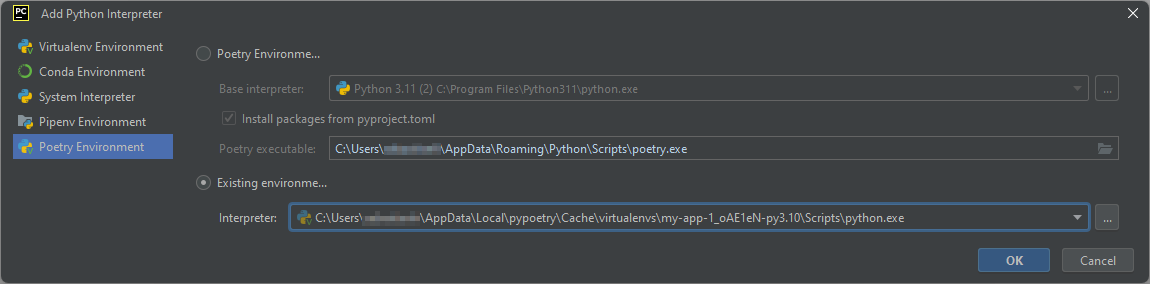 PC Add Python Interpreter
Virtualenv Environment
Conda Environment
System Interpreter
Pipenv Environment
Poetry Environment
Poetry Environme...
Base interpreter: Python 3.11 (2) C:\Program Files\Python311\python.exe ...
Install packages from pyproject.toml
Poetry executable: C:\Users\ \AppData\Roaming\Python\Scripts\poetry.exe
Existing environme...
Interpreter: C:\Users\ \AppData\Local\pypoetry\Cache\virtualenvs\my-app-1_oAE1eN-py3.10\Scripts\python.exe ...
OK Cancel